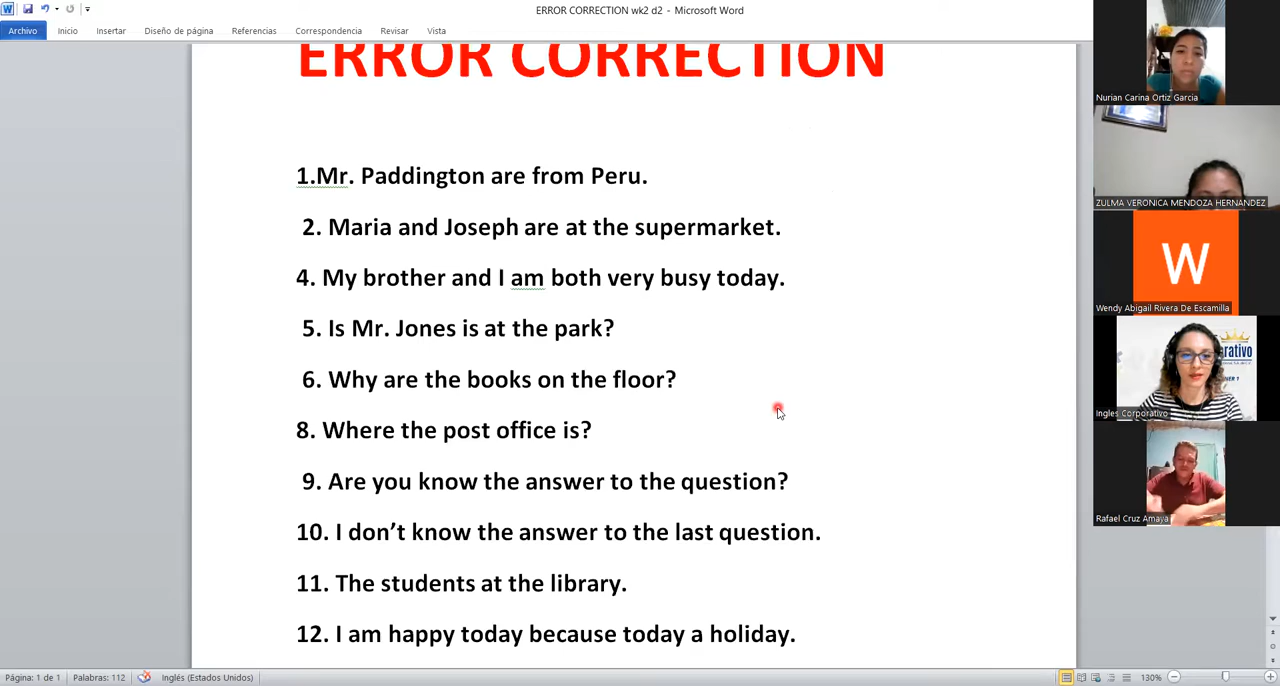 ERROR CORRECTION wk2 d2 - Microsoft Word
Archivo Inicio Insertar Diseño de página Referencias Correspondencia Revisar Vista
ERROR CORRECTION
1.Mr. Paddington are from Peru.
2. Maria and Joseph are at the supermarket.
4. My brother and I am both very busy today.
5. Is Mr. Jones is at the park?
6. Why are the books on the floor?
8. Where the post office is?
9. Are you know the answer to the question?
10. I don’t know the answer to the last question.
11. The students at the library.
12. I am happy today because today a holiday.
Página: 1 de 1 Palabras: 112 Inglés (Estados Unidos) 130%
Nurian Carina Ortiz Garcia
ZULMA VERONICA MENDOZA HERNANDEZ
W
Wendy Abigail Rivera De Escamilla
Ingles Corporativo
Rafael Cruz Amaya